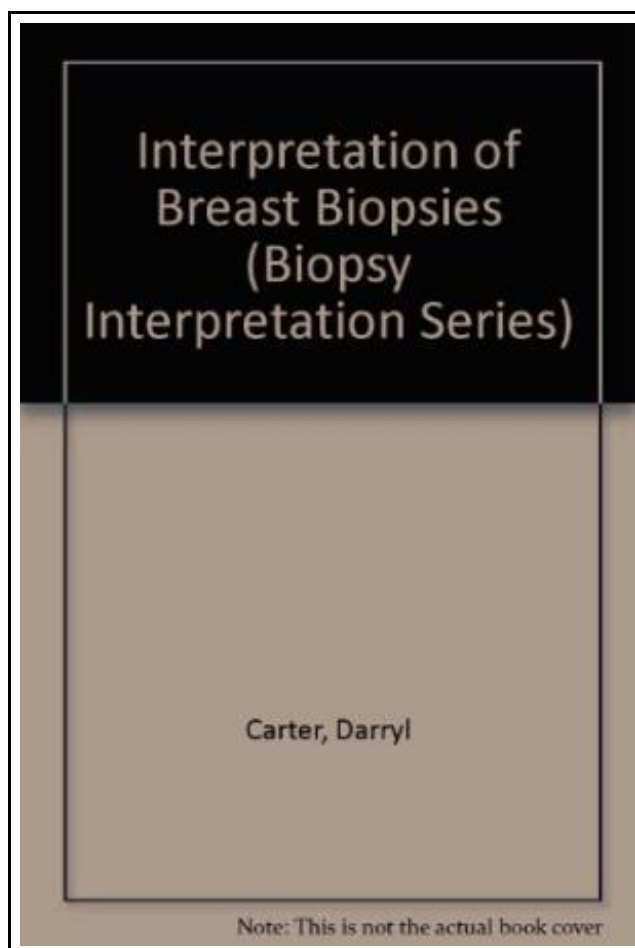 Interpretation of
Breast Biopsies
(Biopsy
Interpretation Series)
Carter, Darryl
Note: This is not the actual book cover